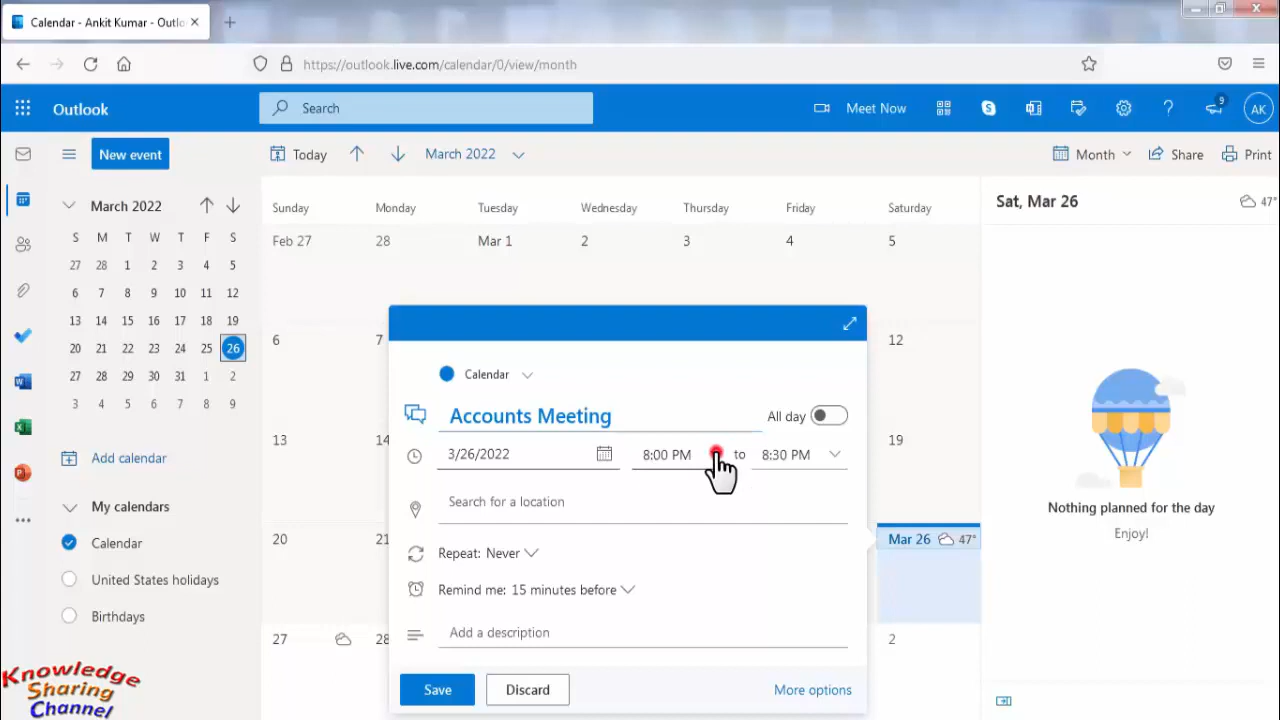 Calendar - Ankit Kumar - Outlo
https://outlook.live.com/calendar/0/view/month
Outlook
Search
Meet Now
9
AK
New event
Today
March 2022
Month
Share
Print
March 2022
S M T W T F S
27 28 1 2 3 4 5
6 7 8 9 10 11 12
13 14 15 16 17 18 19
20 21 22 23 24 25 26
27 28 29 30 31 1 2
3 4 5 6 7 8 9
Add calendar
My calendars
Calendar
United States holidays
Birthdays
Sunday Monday Tuesday Wednesday Thursday Friday Saturday
Feb 27 28 Mar 1 2 3 4 5
6 7 12
13 14 19
20 21 Mar 26 47°
27 28 2
Calendar
Accounts Meeting
All day
3/26/2022 8:00 PM to 8:30 PM
Search for a location
Repeat: Never
Remind me: 15 minutes before
Add a description
Save
Discard
More options
Sat, Mar 26
47°
Nothing planned for the day
Enjoy!
Knowledge
Sharing
Channel